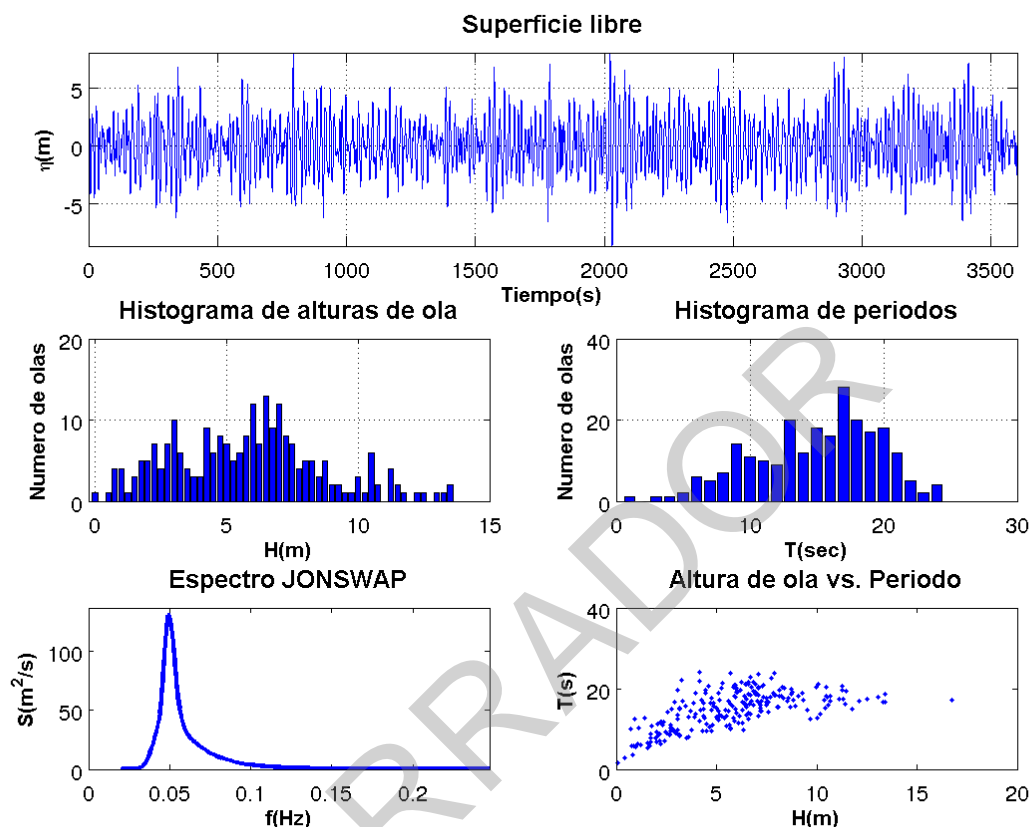 Superficie libre
η(m)
5
0
-5
0 500 1000 1500 2000 2500 3000 3500
Tiempo(s)
Histograma de alturas de ola
Numero de olas
20
10
0
0 5 10 15
H(m)
Histograma de periodos
Numero de olas
40
20
0
0 10 20 30
T(sec)
Espectro JONSWAP
S(m²/s)
100
50
0
0 0.05 0.1 0.15 0.2
f(Hz)
Altura de ola vs. Periodo
T(s)
40
20
0
0 5 10 15 20
H(m)
RRADOR